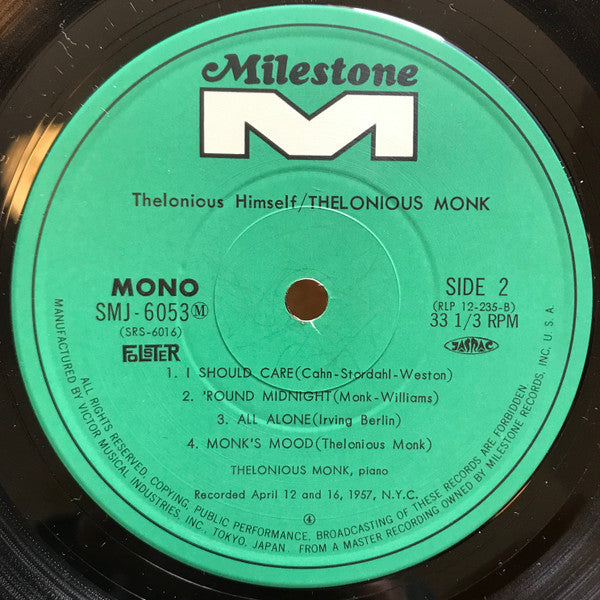 Milestone
M
Thelonious Himself/THELONIOUS MONK
MONO
SMJ-6053Ⓜ
(SRS-6016)
SIDE 2
(RLP 12-235-B)
33 1/3 RPM
JASRAC
1. I SHOULD CARE(Cahn-Stordahl-Weston)
2. 'ROUND MIDNIGHT(Monk-Williams)
3. ALL ALONE(Irving Berlin)
4. MONK'S MOOD(Thelonious Monk)
THELONIOUS MONK, piano
Recorded April 12 and 16, 1957, N.Y.C.
④
ALL RIGHTS RESERVED. COPYING, PUBLIC PERFORMANCE, BROADCASTING OF THESE RECORDS ARE FORBIDDEN.
MANUFACTURED BY VICTOR MUSICAL INDUSTRIES, INC., TOKYO, JAPAN. FROM A MASTER RECORDING OWNED BY MILESTONE RECORDS, INC. U.S.A.